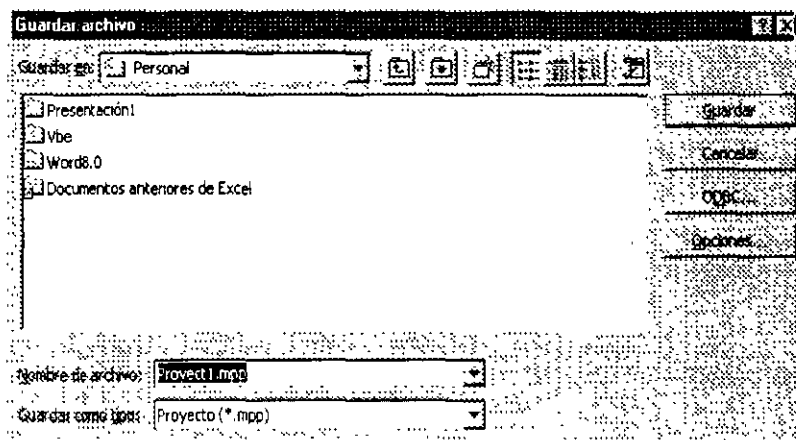 Guardar archivo
Guardar en: Personal
Presentación1
Vbe
Word8.0
Documentos anteriores de Excel
Guardar
Cancelar
ODBC...
Opciones...
Nombre de archivo: Proyect1.mpp
Guardar como tipo: Proyecto (*.mpp)